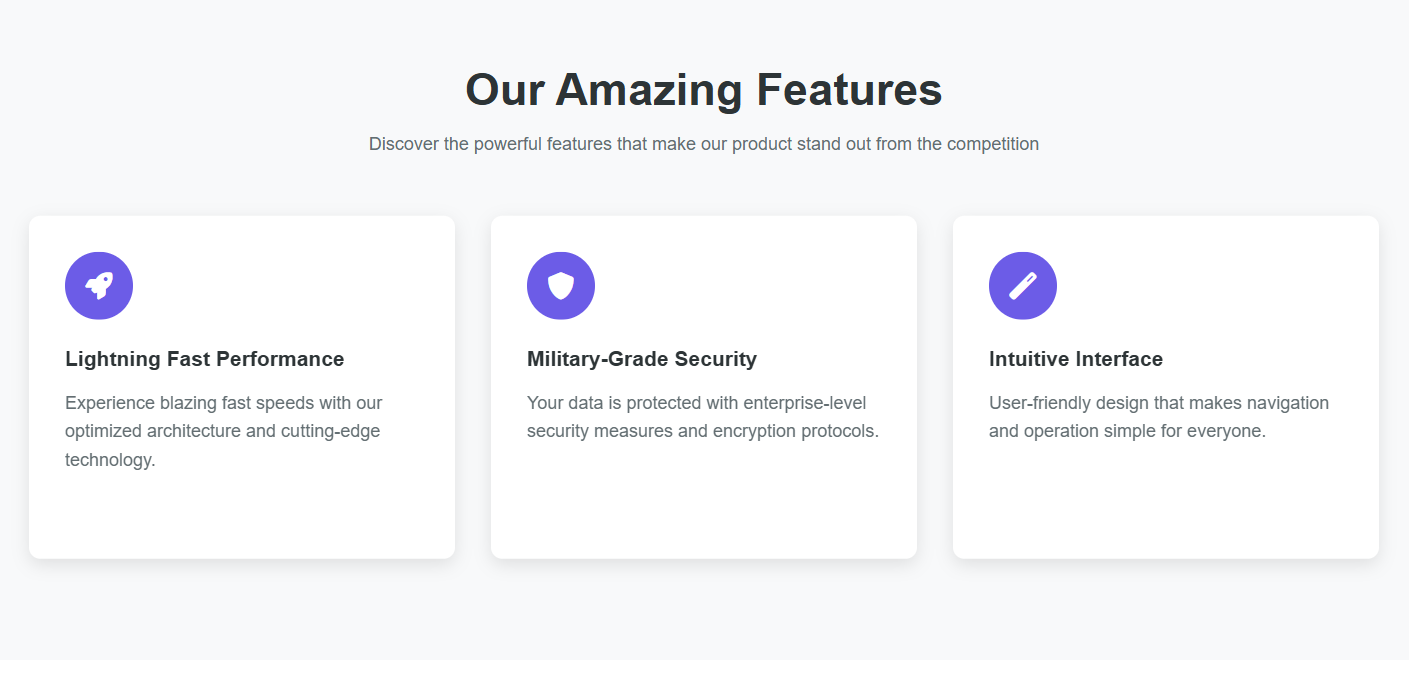 Our Amazing Features
Discover the powerful features that make our product stand out from the competition
Lightning Fast Performance
Experience blazing fast speeds with our
optimized architecture and cutting-edge
technology.
Military-Grade Security
Your data is protected with enterprise-level
security measures and encryption protocols.
Intuitive Interface
User-friendly design that makes navigation
and operation simple for everyone.